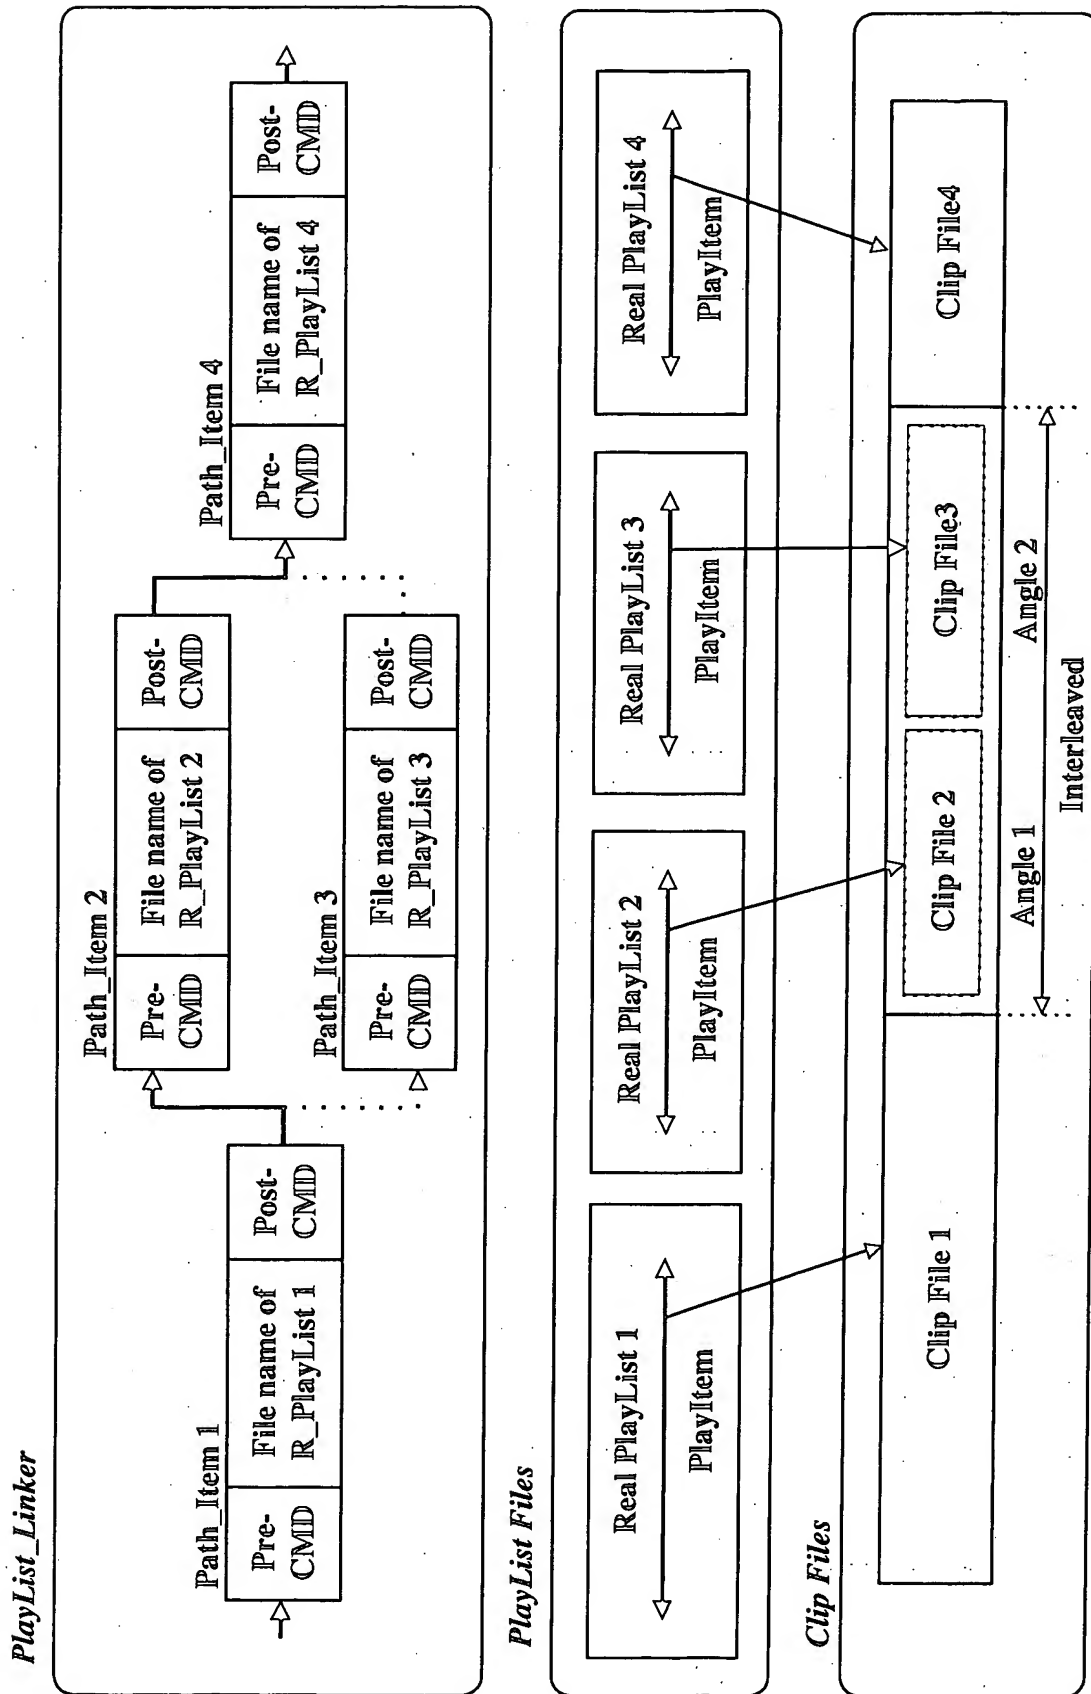 PlayList_Linker
Path_Item 1
Pre-
CMD
File name of
R_PlayList 1
Post-
CMD
Path_Item 2
Pre-
CMD
File name of
R_PlayList 2
Post-
CMD
Path_Item 3
Pre-
CMD
File name of
R_PlayList 3
Post-
CMD
Path_Item 4
Pre-
CMD
File name of
R_PlayList 4
Post-
CMD
PlayList Files
Real PlayList 1
PlayItem
Real PlayList 2
PlayItem
Real PlayList 3
PlayItem
Real PlayList 4
PlayItem
Clip Files
Clip File 1
Clip File 2
Clip File3
Clip File4
Angle 1
Angle 2
Interleaved